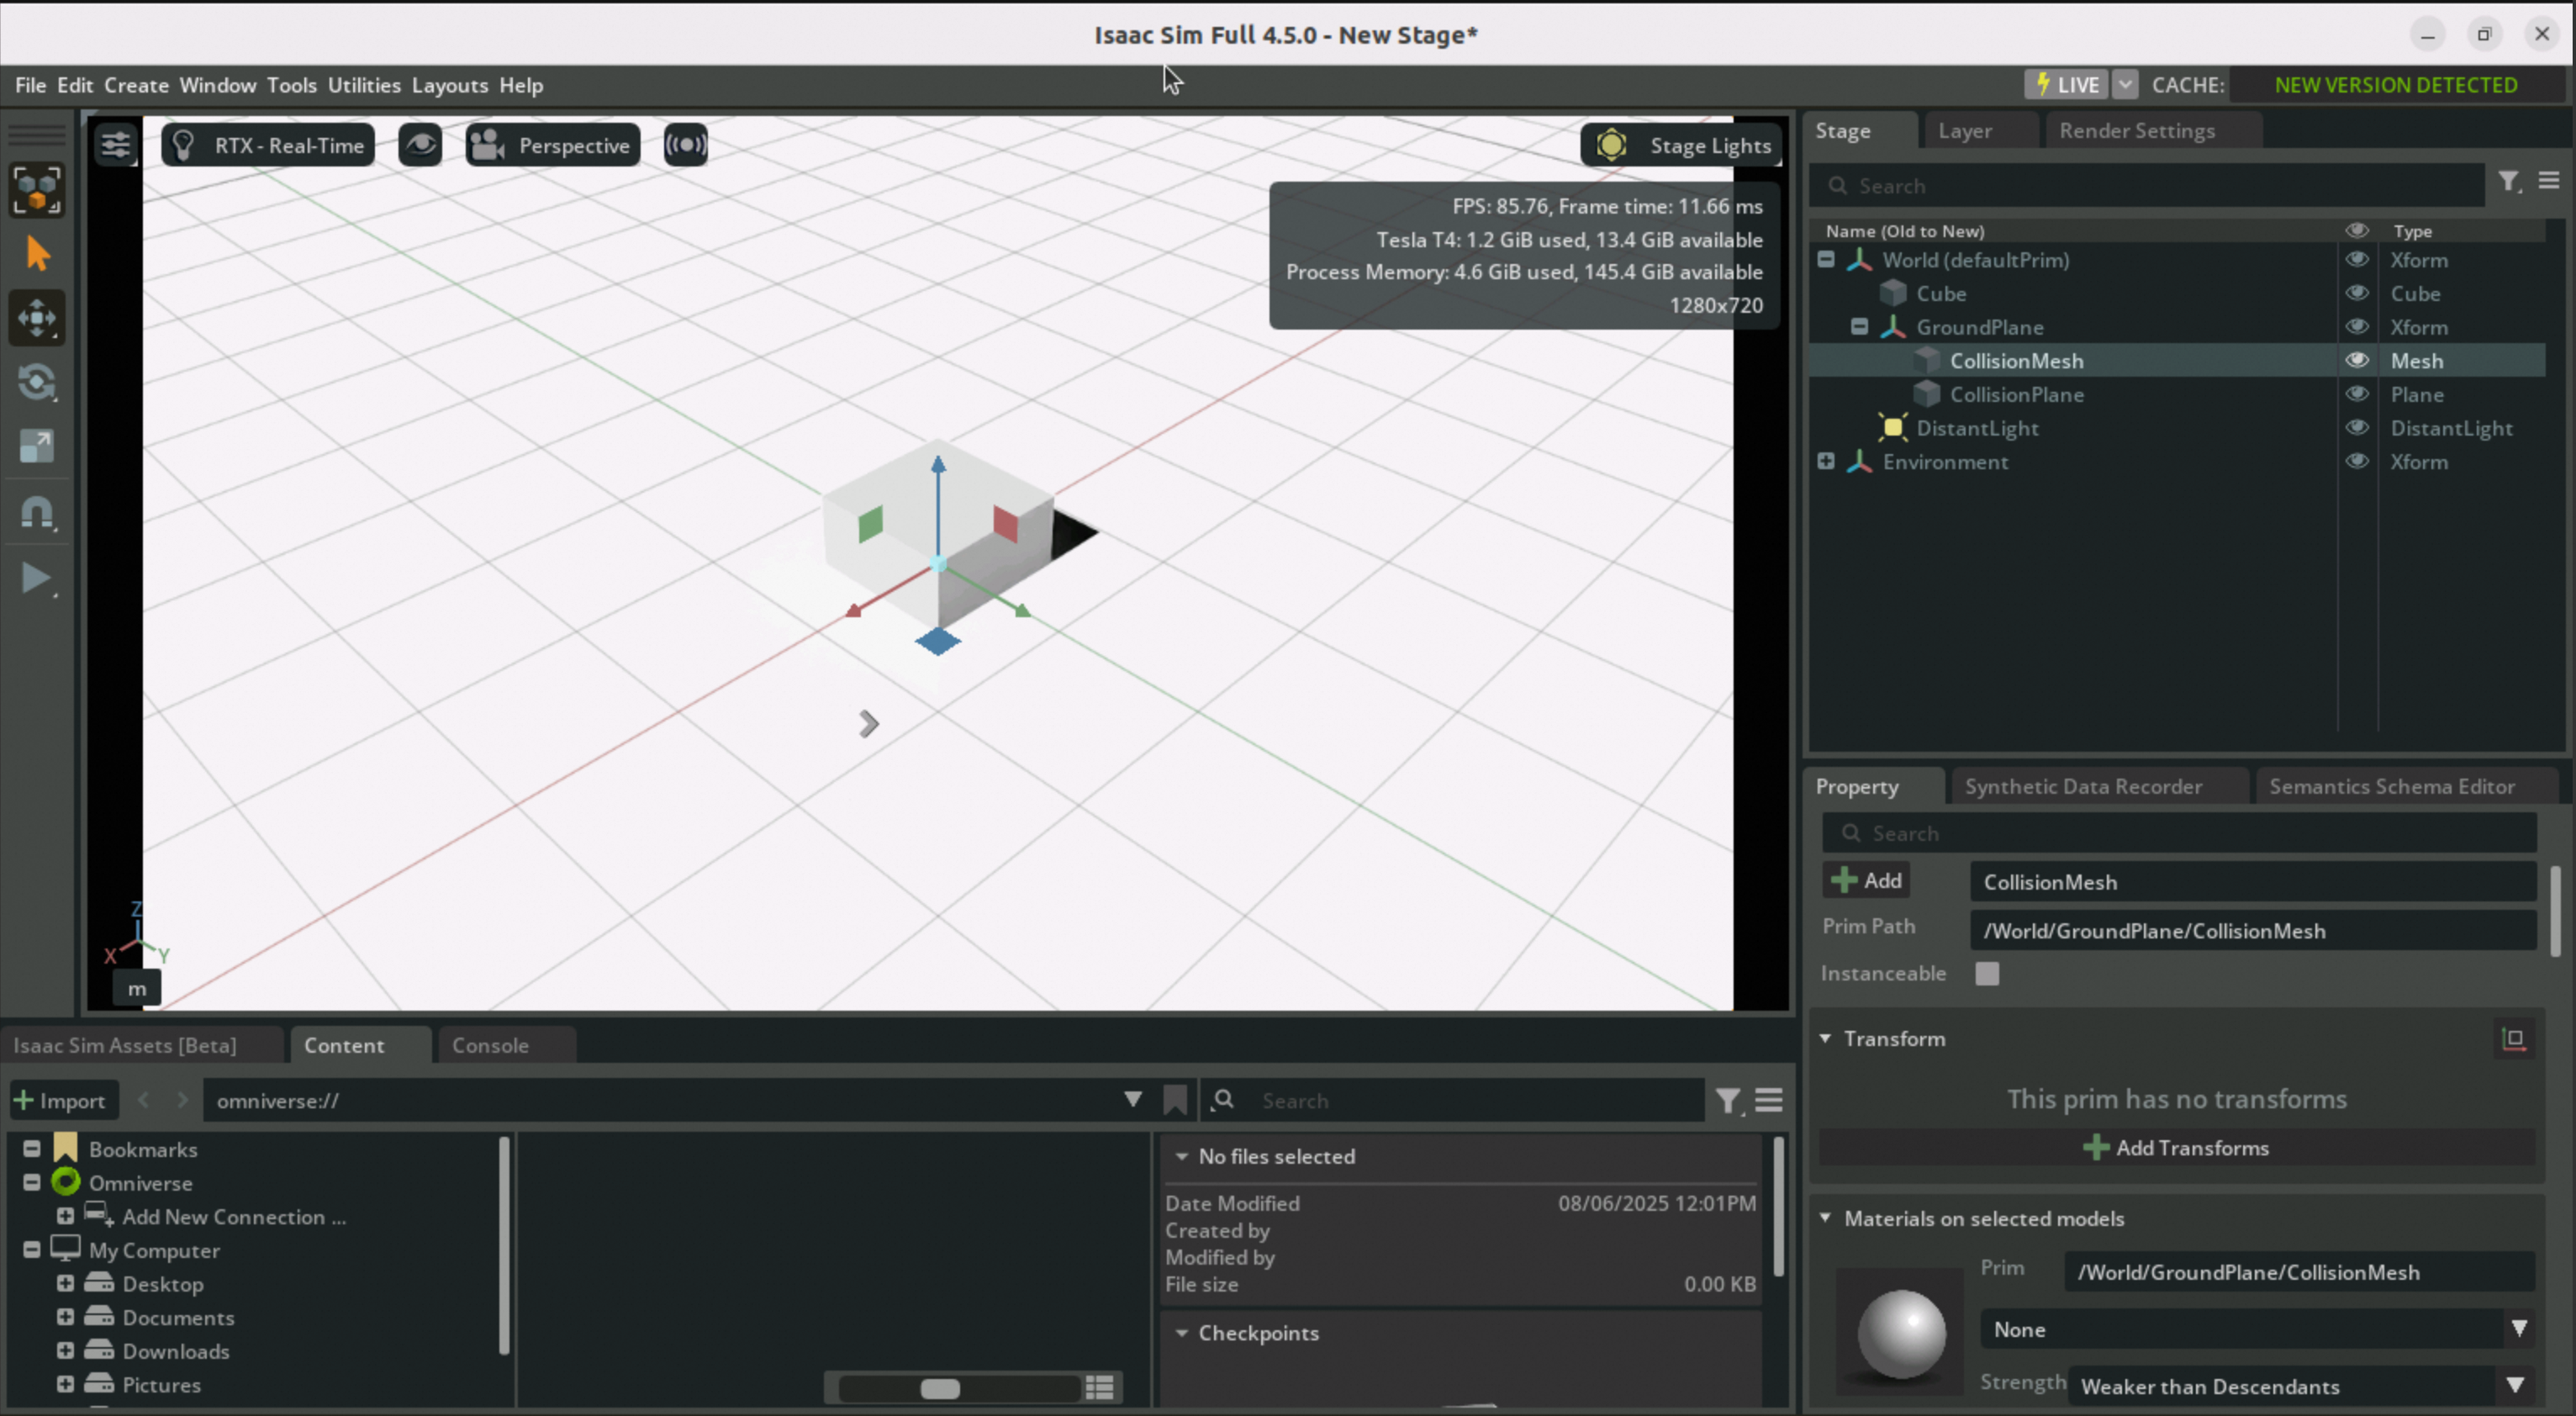 Isaac Sim Full 4.5.0 - New Stage*
File Edit Create Window Tools Utilities Layouts Help
LIVE CACHE: NEW VERSION DETECTED
RTX - Real-Time Perspective Stage Lights
FPS: 85.76, Frame time: 11.66 ms
Tesla T4: 1.2 GiB used, 13.4 GiB available
Process Memory: 4.6 GiB used, 145.4 GiB available
1280x720
Z
X Y
m
Stage Layer Render Settings
Search
Name (Old to New) Type
World (defaultPrim) Xform
Cube Cube
GroundPlane Xform
CollisionMesh Mesh
CollisionPlane Plane
DistantLight DistantLight
Environment Xform
Property Synthetic Data Recorder Semantics Schema Editor
Search
Add CollisionMesh
Prim Path /World/GroundPlane/CollisionMesh
Instanceable
Transform
This prim has no transforms
Add Transforms
Materials on selected models
Prim /World/GroundPlane/CollisionMesh
None
Strength Weaker than Descendants
Isaac Sim Assets [Beta] Content Console
Import omniverse:// Search
Bookmarks
Omniverse
Add New Connection ...
My Computer
Desktop
Documents
Downloads
Pictures
No files selected
Date Modified 08/06/2025 12:01PM
Created by
Modified by
File size 0.00 KB
Checkpoints